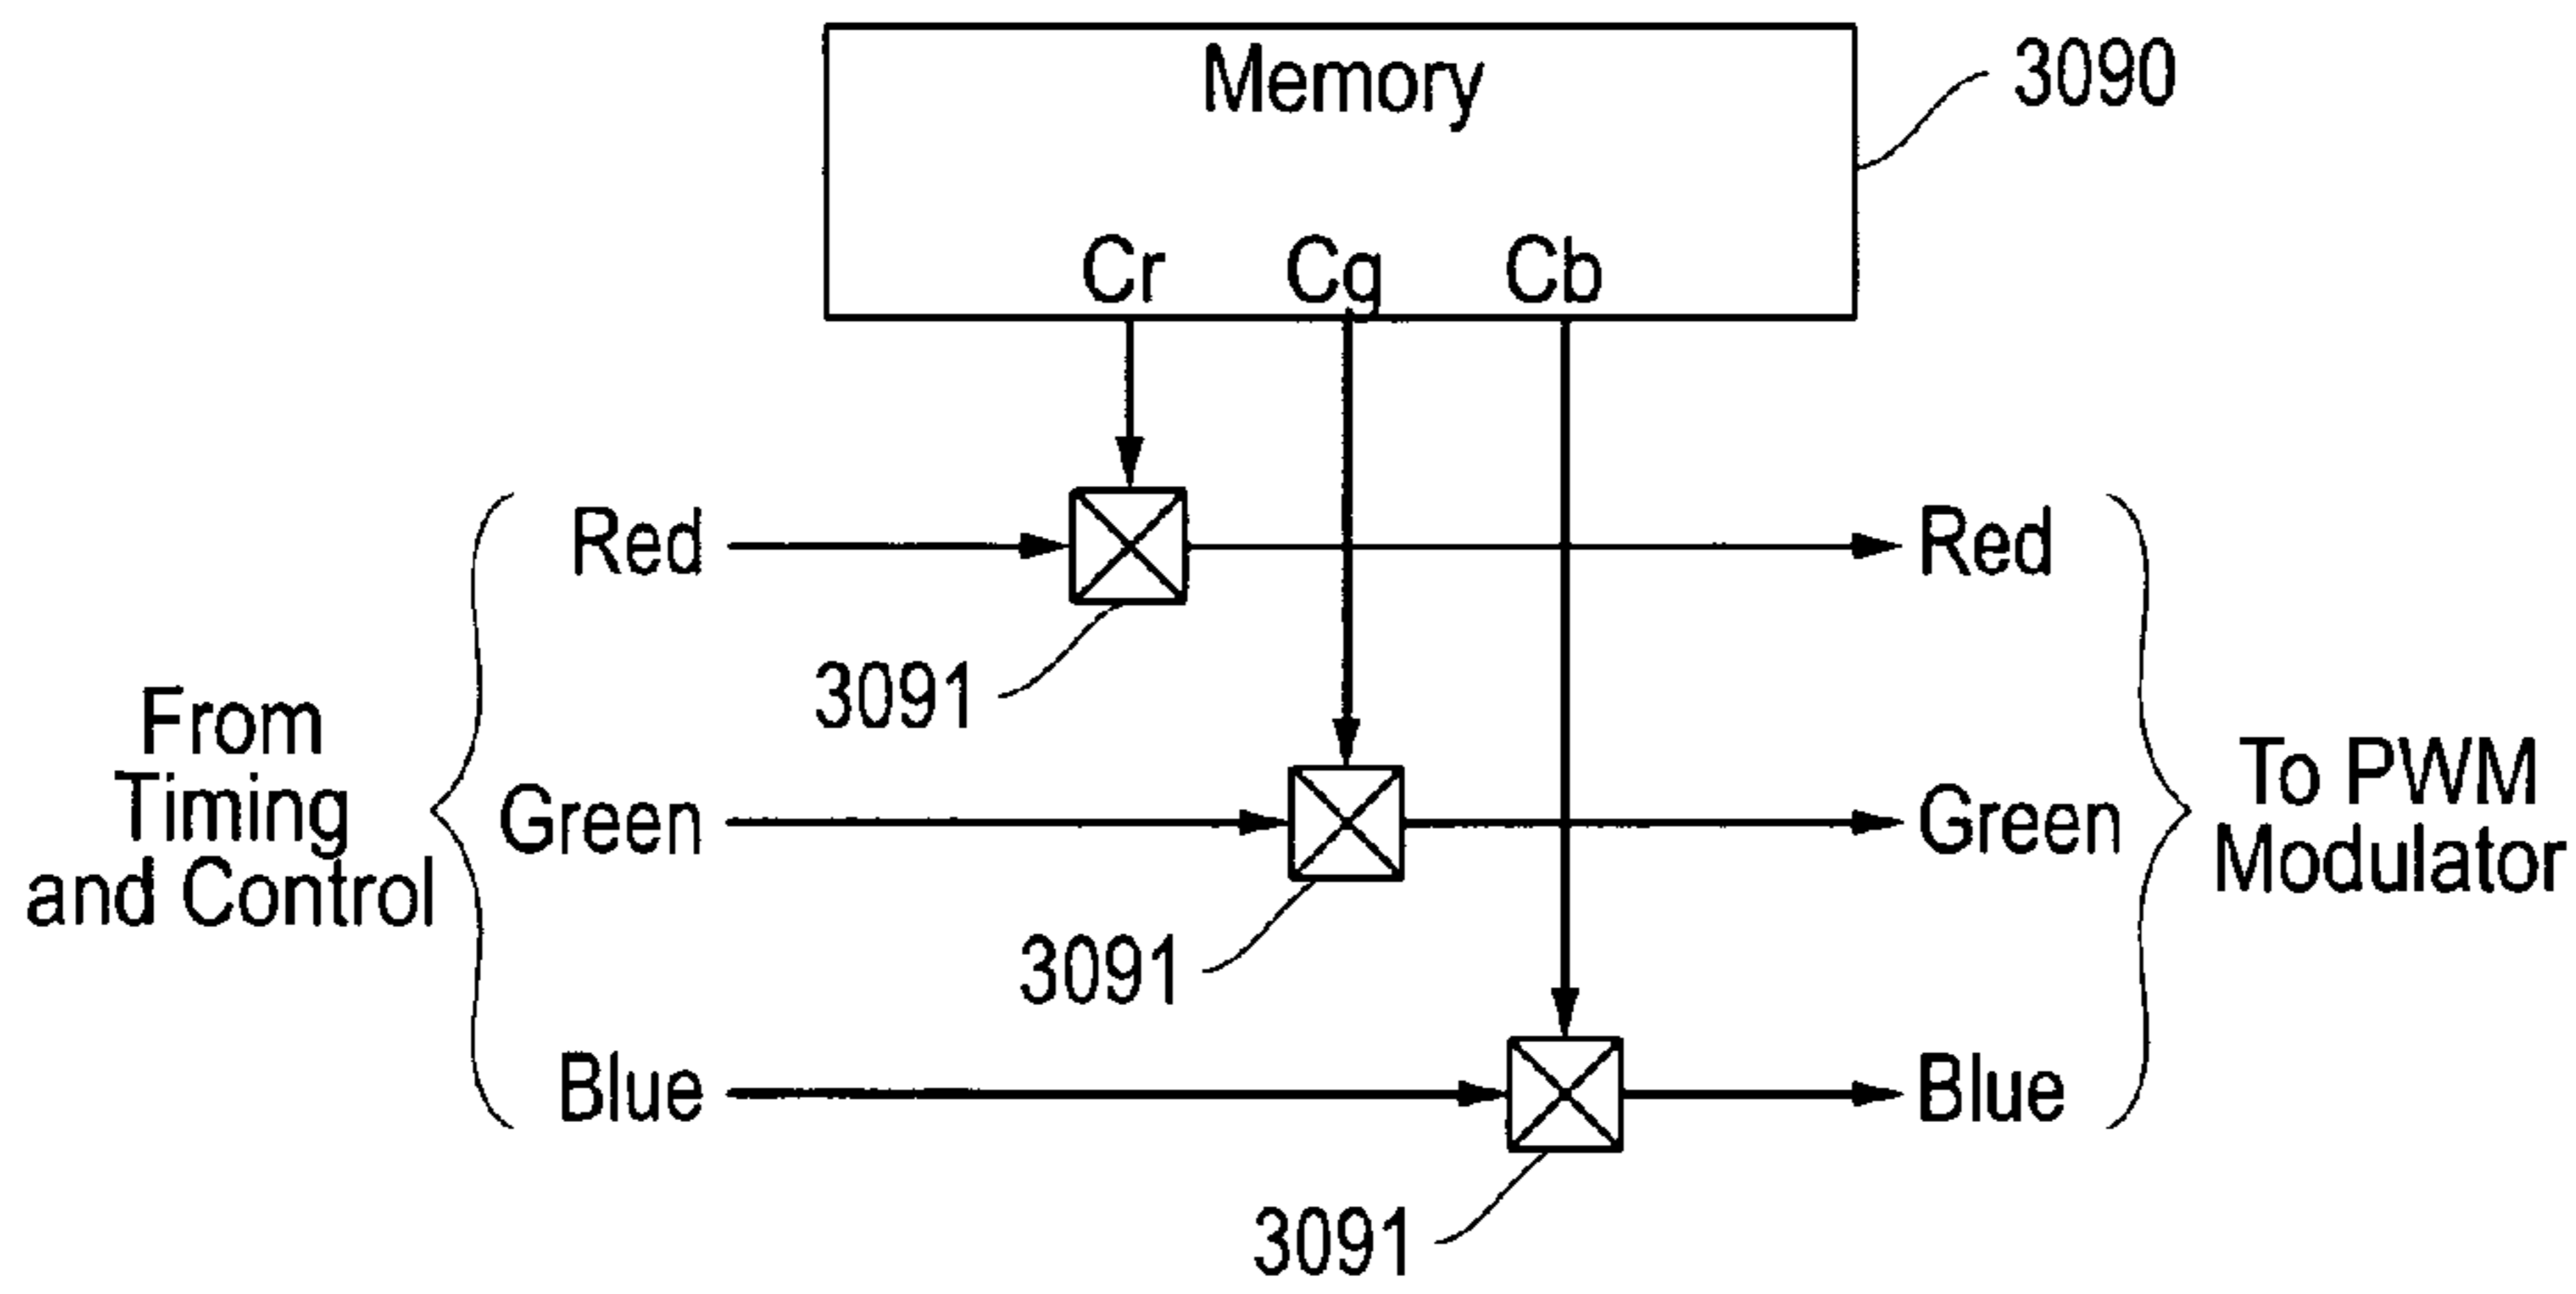 Memory
3090
Cr Cg Cb
Red
Red
3091
From
Timing
and Control
Green
Green
To PWM
Modulator
3091
Blue
Blue
3091